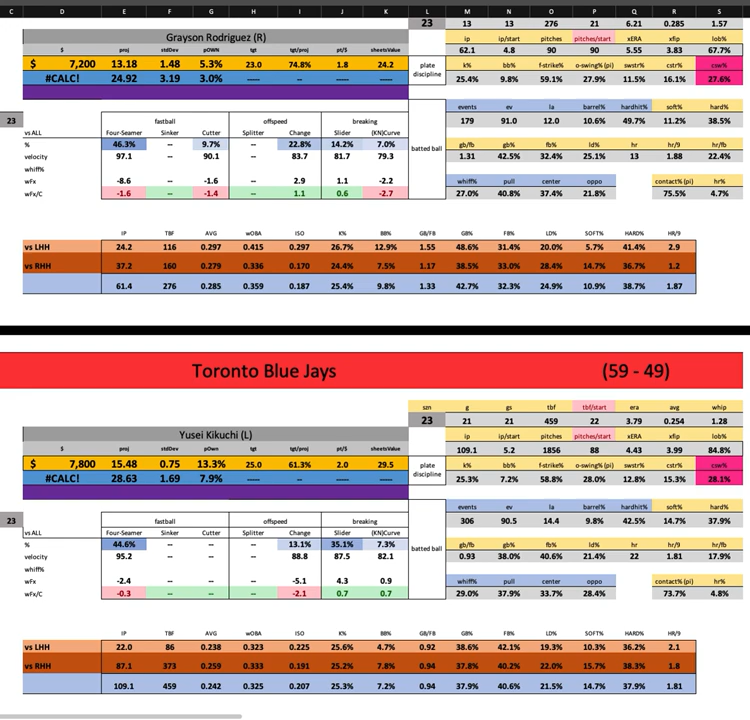 C D E F G H I J K L M N O P Q R S
23 13 13 276 21 6.21 0.285 1.57
Grayson Rodriguez (R) ip ip/start pitches pitches/start xERA xfip lob%
$ proj stdDev pOWN tgt tgt/proj pt/$ sheetsValue 62.1 4.8 90 90 5.55 3.83 67.7%
$ 7,200 13.18 1.48 5.3% 23.0 74.8% 1.8 24.2 plate discipline k% bb% f-strike% o-swing% (pi) swstr% cstr% csw%
#CALC! 24.92 3.19 3.0% ---- -- ---- ---- 25.4% 9.8% 59.1% 27.9% 11.5% 16.1% 27.6%
events ev la barrel% hardhit% soft% hard%
23 fastball offspeed breaking batted ball 179 91.0 12.0 10.6% 49.7% 11.2% 38.5%
vs ALL Four-Seamer Sinker Cutter Splitter Change Slider (KN)Curve
% 46.3% -- 9.7% -- 22.8% 14.2% 7.0% gb/fb gb% fb% ld% hr hr/9 hr/fb
velocity 97.1 -- 90.1 -- 83.7 81.7 79.3 1.31 42.5% 32.4% 25.1% 13 1.88 22.4%
whiff%
wFx -8.6 -- -1.6 -- 2.9 1.1 -2.2 whiff% pull center oppo contact% (pi) hr%
wFx/C -1.6 -- -1.4 -- 1.1 0.6 -2.7 27.0% 40.8% 37.4% 21.8% 75.5% 4.7%
IP TBF AVG wOBA ISO K% BB% GB/FB GB% FB% LD% SOFT% HARD% HR/9
vs LHH 24.2 116 0.297 0.415 0.297 26.7% 12.9% 1.55 48.6% 31.4% 20.0% 5.7% 41.4% 2.9
vs RHH 37.2 160 0.279 0.336 0.170 24.4% 7.5% 1.17 38.5% 33.0% 28.4% 14.7% 36.7% 1.2
61.4 276 0.285 0.359 0.187 25.4% 9.8% 1.33 42.7% 32.3% 24.9% 10.9% 38.7% 1.87
Toronto Blue Jays (59 - 49)
szn g gs tbf tbf/start era avg whip
23 21 21 459 22 3.79 0.254 1.28
Yusei Kikuchi (L) ip ip/start pitches pitches/start xERA xfip lob%
$ proj stdDev pOwn tgt tgt/proj pt/$ sheetsValue 109.1 5.2 1856 88 4.43 3.99 84.8%
$ 7,800 15.48 0.75 13.3% 25.0 61.3% 2.0 29.5 plate discipline k% bb% f-strike% o-swing% (pi) swstr% cstr% csw%
#CALC! 28.63 1.69 7.9% ---- -- ---- ---- 25.3% 7.2% 58.8% 28.0% 12.8% 15.3% 28.1%
events ev la barrel% hardhit% soft% hard%
23 fastball offspeed breaking batted ball 306 90.5 14.4 9.8% 42.5% 14.7% 37.9%
vs ALL Four-Seamer Sinker Cutter Splitter Change Slider (KN)Curve
% 44.6% -- -- -- 13.1% 35.1% 7.3% gb/fb gb% fb% ld% hr hr/9 hr/fb
velocity 95.2 -- -- -- 88.8 87.5 82.1 0.93 38.0% 40.6% 21.4% 22 1.81 17.9%
whiff%
wFx -2.4 -- -- -- -5.1 4.3 0.9 whiff% pull center oppo contact% (pi) hr%
wFx/C -0.3 -- -- -- -2.1 0.7 0.7 29.0% 37.9% 33.7% 28.4% 73.7% 4.8%
IP TBF AVG wOBA ISO K% BB% GB/FB GB% FB% LD% SOFT% HARD% HR/9
vs LHH 22.0 86 0.238 0.323 0.225 25.6% 4.7% 0.92 38.6% 42.1% 19.3% 10.3% 36.2% 2.1
vs RHH 87.1 373 0.259 0.333 0.191 25.2% 7.8% 0.94 37.8% 40.2% 22.0% 15.7% 38.3% 1.8
109.1 459 0.242 0.325 0.207 25.3% 7.2% 0.94 37.9% 40.6% 21.5% 14.7% 37.9% 1.81